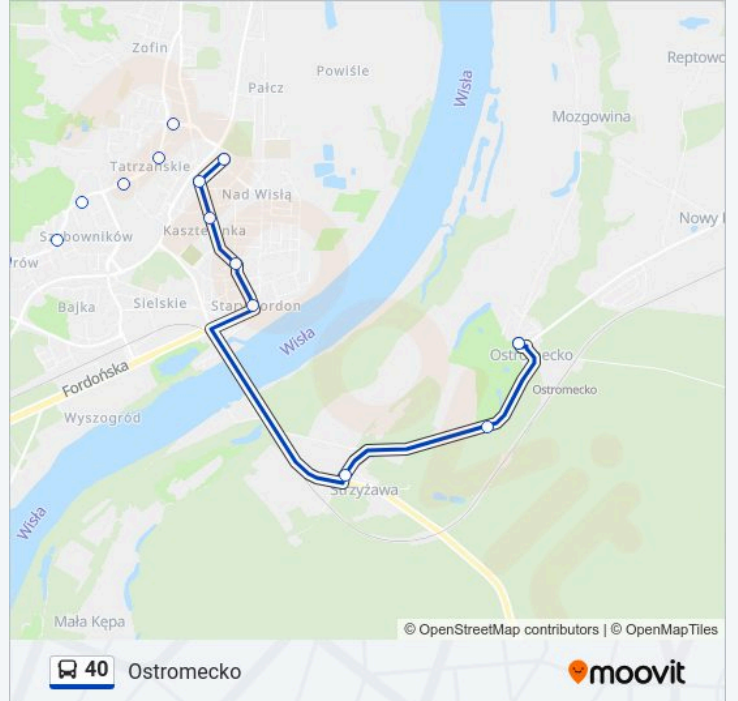 Zofin
Pałcz
Powiśle
Wisła
Reptowo
Mozgowina
Tatrzańskie
Nad Wisłą
Kasztelanka
Nowy
Szybowników
rów
Bajka
Sielskie
Stary Fordon
Wisła
Ostromecko
Fordońska
Ostromecko
Wyszogród
Strzyżawa
Wisła
Mała Kępa
© OpenStreetMap contributors | © OpenMapTiles
40 Ostromecko
moovit